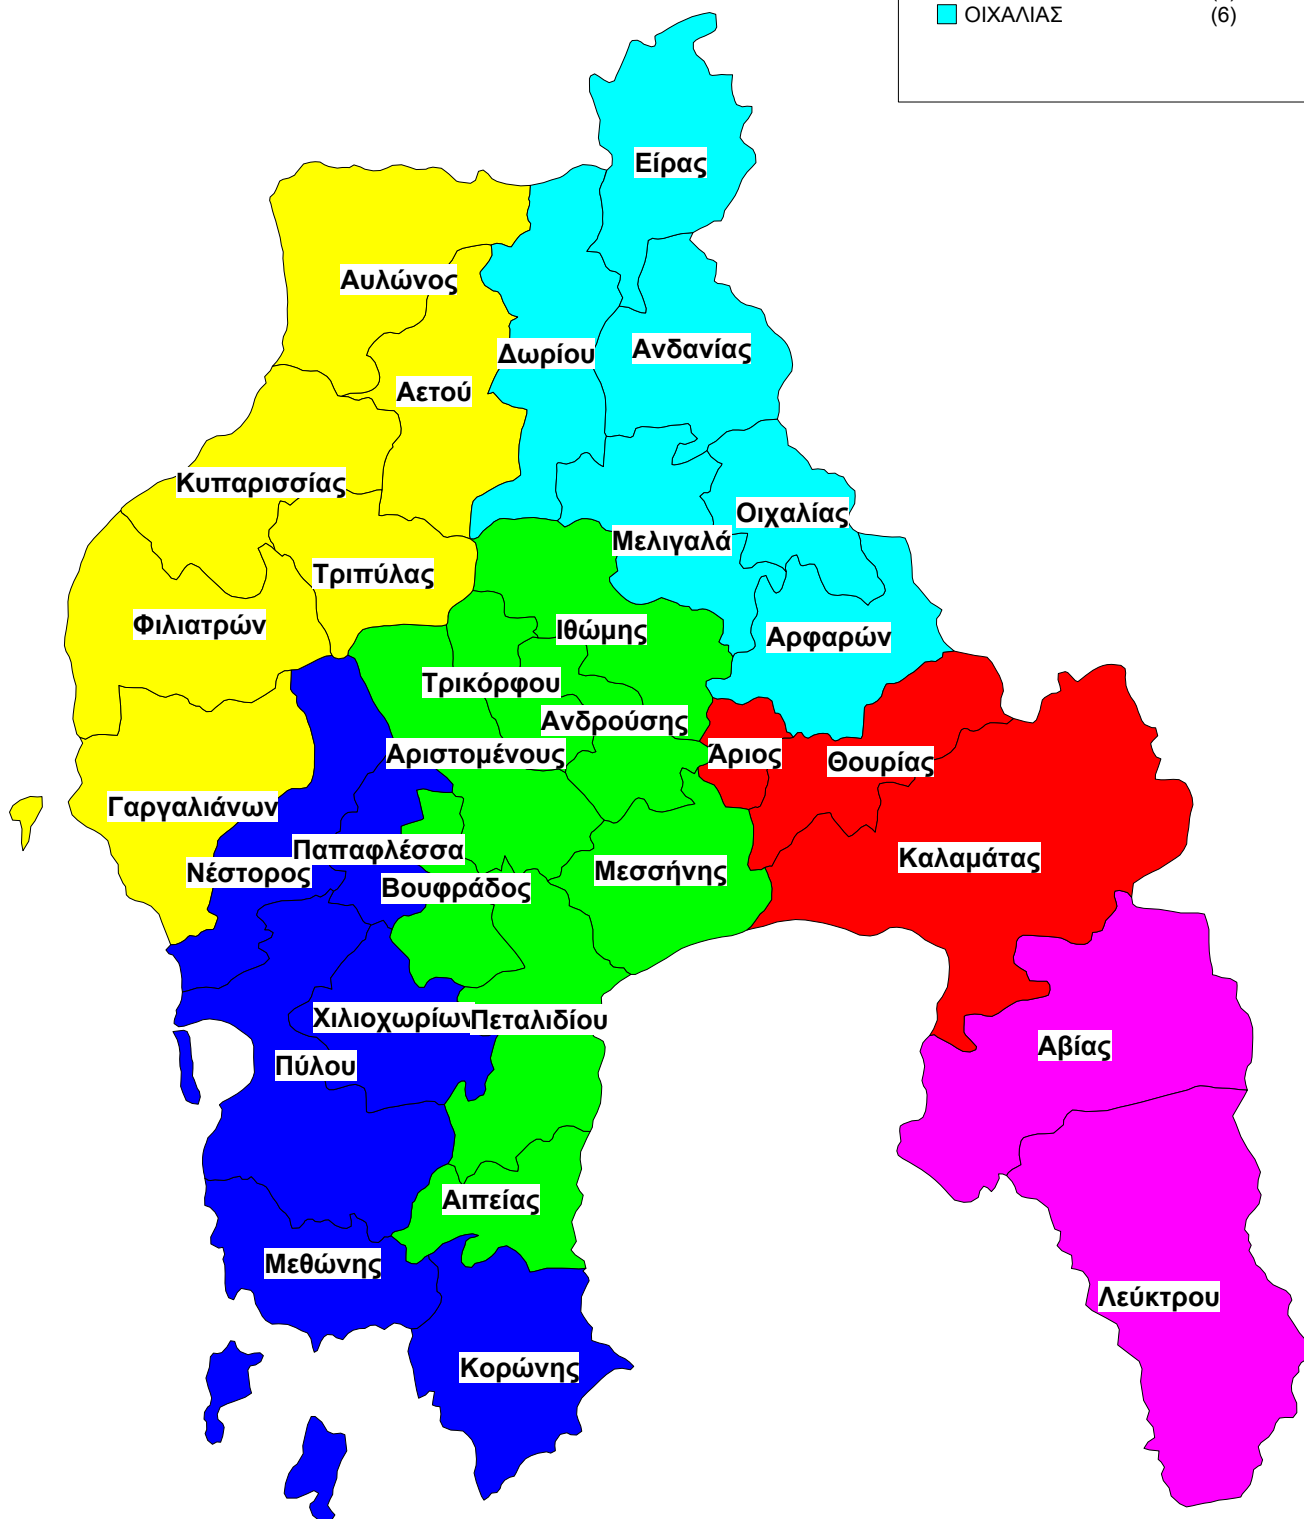 ΟΙΧΑΛΙΑΣ (6)
Είρας
Αυλώνος
Δωρίου
Ανδανίας
Αετού
Κυπαρισσίας
Οιχαλίας
Μελιγαλά
Τριπύλας
Φιλιατρών
Ιθώμης
Αρφαρών
Τρικόρφου
Ανδρούσης
Αριστομένους
Άριος
Θουρίας
Γαργαλιάνων
Παπαφλέσσα
Καλαμάτας
Νέστορος
Βουφράδος
Μεσσήνης
Χιλιοχωρίων
Πεταλιδίου
Αβίας
Πύλου
Αιπείας
Μεθώνης
Λεύκτρου
Κορώνης